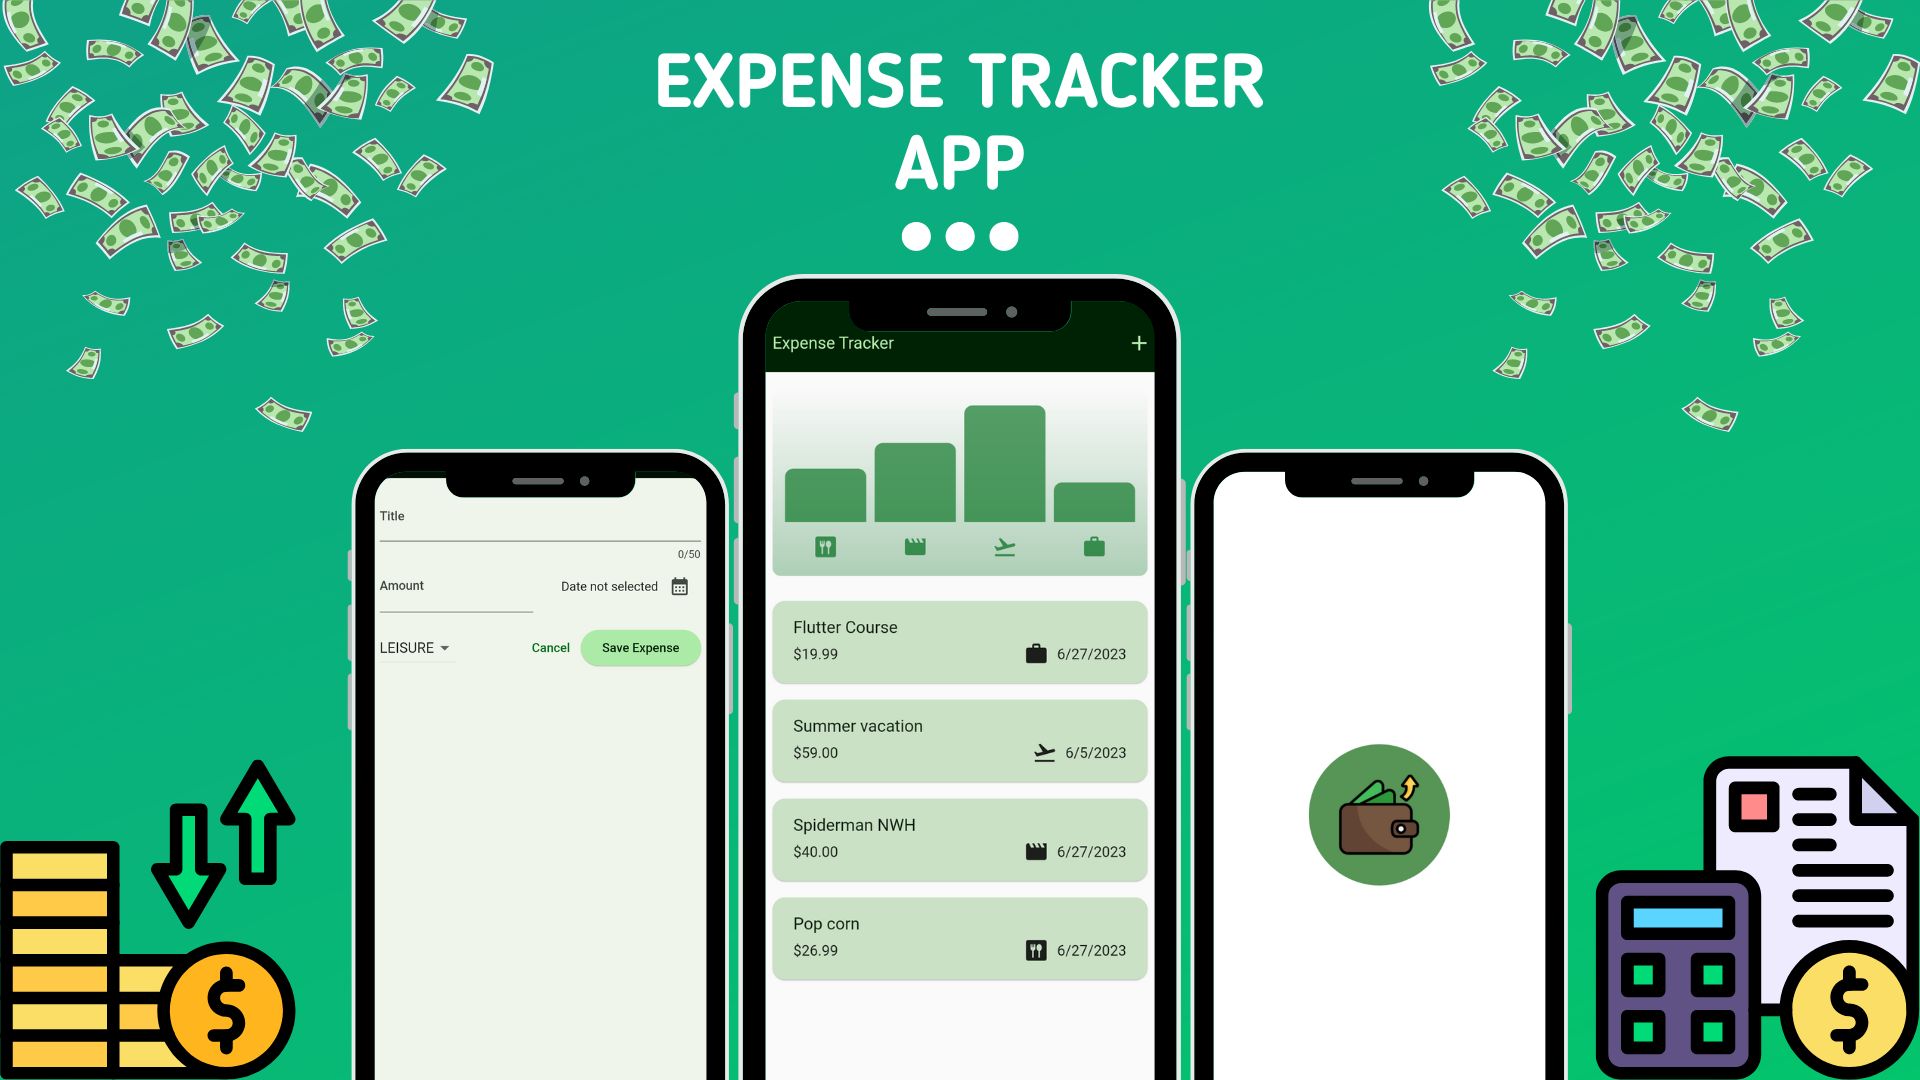 EXPENSE TRACKER
APP
Title
0/50
Amount
Date not selected
LEISURE
Cancel
Save Expense
Expense Tracker
+
Flutter Course
$19.99
6/27/2023
Summer vacation
$59.00
6/5/2023
Spiderman NWH
$40.00
6/27/2023
Pop corn
$26.99
6/27/2023
$
$